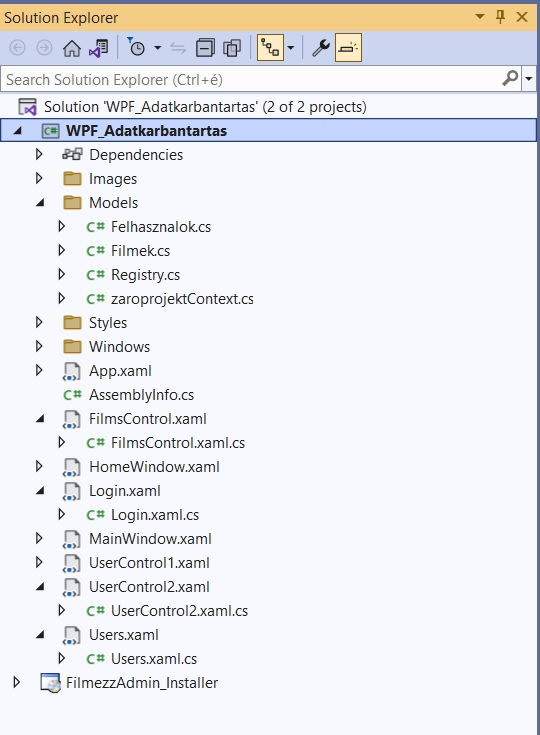 Solution Explorer
Search Solution Explorer (Ctrl+é)
Solution 'WPF_Adatkarbantartas' (2 of 2 projects)
C# WPF_Adatkarbantartas
Dependencies
Images
Models
C# Felhasznalok.cs
C# Filmek.cs
C# Registry.cs
C# zaroprojektContext.cs
Styles
Windows
App.xaml
C# AssemblyInfo.cs
FilmsControl.xaml
C# FilmsControl.xaml.cs
HomeWindow.xaml
Login.xaml
C# Login.xaml.cs
MainWindow.xaml
UserControl1.xaml
UserControl2.xaml
C# UserControl2.xaml.cs
Users.xaml
C# Users.xaml.cs
FilmezzAdmin_Installer